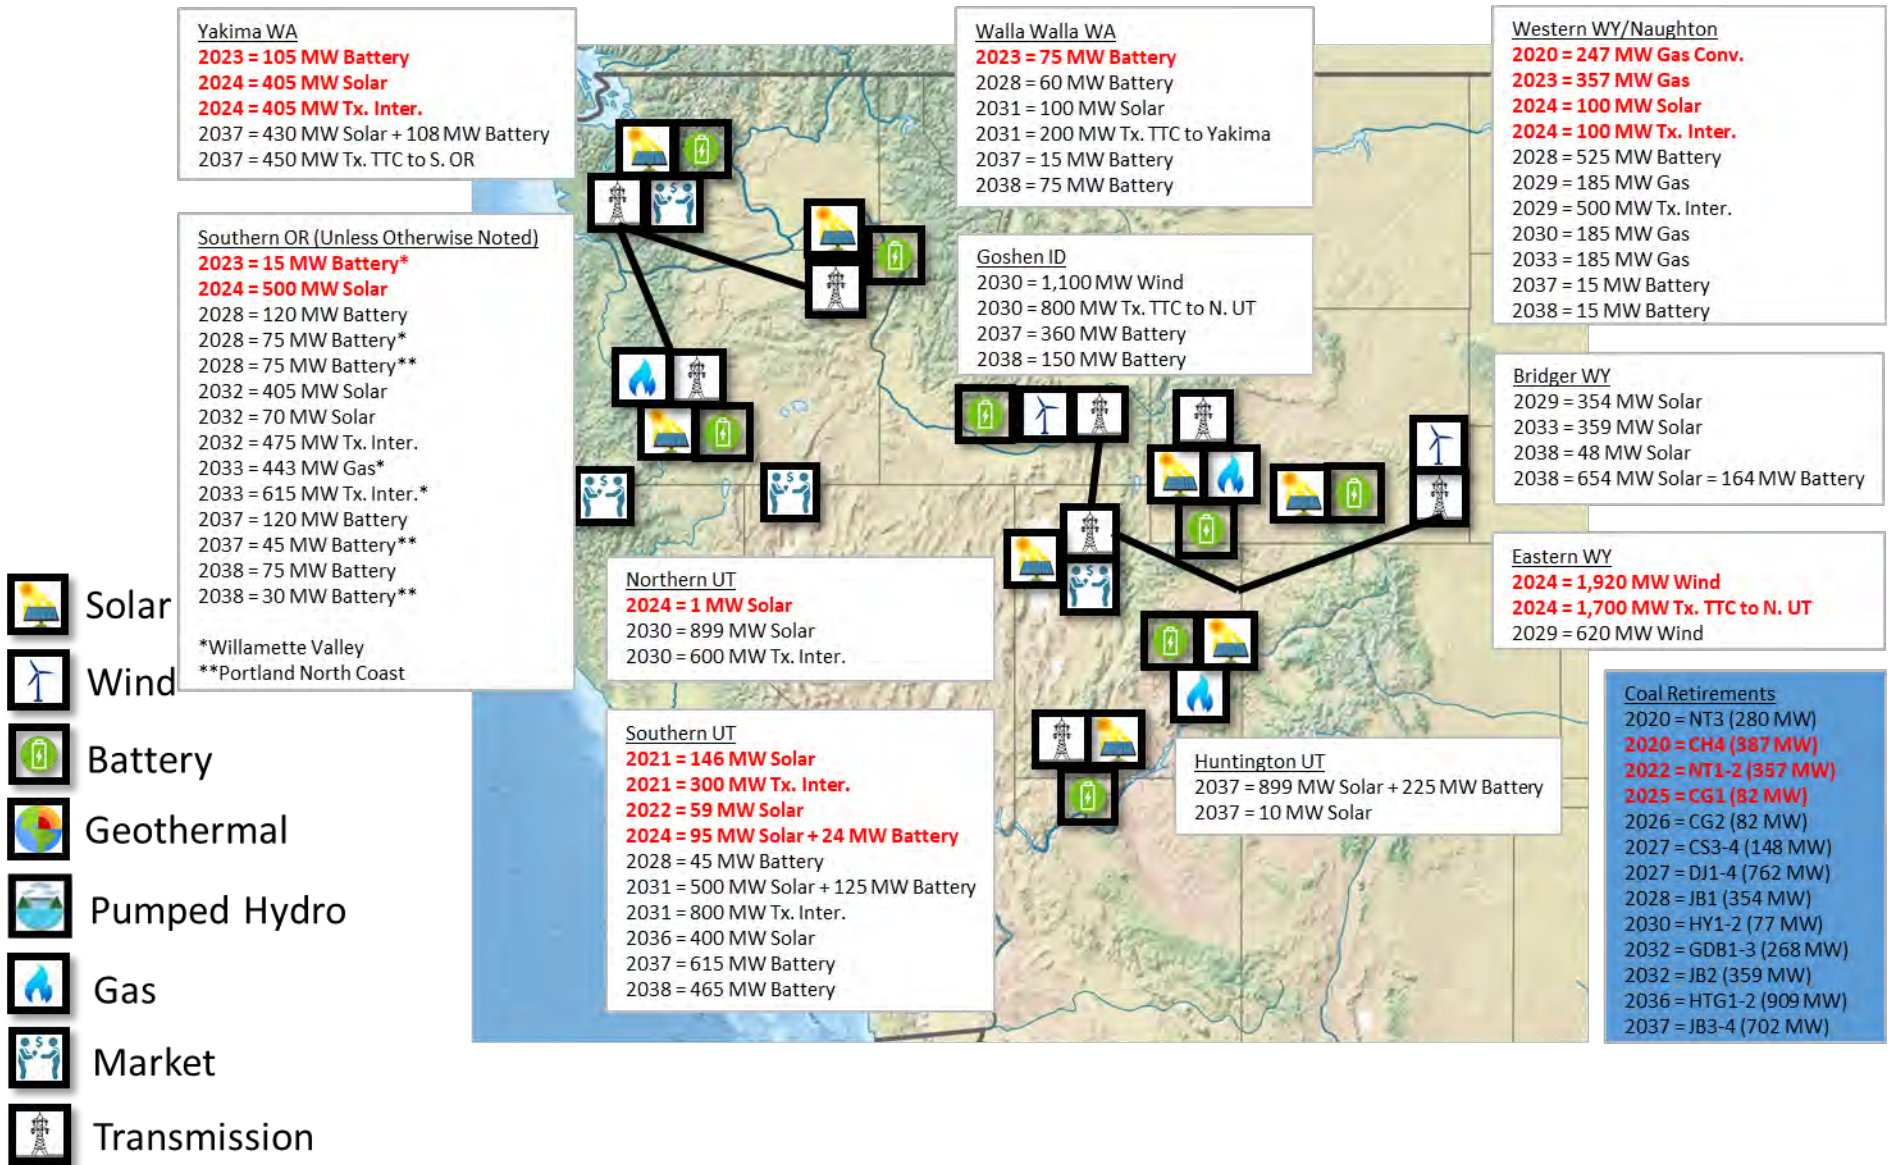 Yakima WA
2023 = 105 MW Battery
2024 = 405 MW Solar
2024 = 405 MW Tx. Inter.
2037 = 430 MW Solar + 108 MW Battery
2037 = 450 MW Tx. TTC to S. OR
Walla Walla WA
2023 = 75 MW Battery
2028 = 60 MW Battery
2031 = 100 MW Solar
2031 = 200 MW Tx. TTC to Yakima
2037 = 15 MW Battery
2038 = 75 MW Battery
Western WY/Naughton
2020 = 247 MW Gas Conv.
2023 = 357 MW Gas
2024 = 100 MW Solar
2024 = 100 MW Tx. Inter.
2028 = 525 MW Battery
2029 = 185 MW Gas
2029 = 500 MW Tx. Inter.
2030 = 185 MW Gas
2033 = 185 MW Gas
2037 = 15 MW Battery
2038 = 15 MW Battery
Southern OR (Unless Otherwise Noted)
2023 = 15 MW Battery*
2024 = 500 MW Solar
2028 = 120 MW Battery
2028 = 75 MW Battery*
2028 = 75 MW Battery**
2032 = 405 MW Solar
2032 = 70 MW Solar
2032 = 475 MW Tx. Inter.
2033 = 443 MW Gas*
2033 = 615 MW Tx. Inter.*
2037 = 120 MW Battery
2037 = 45 MW Battery**
2038 = 75 MW Battery
2038 = 30 MW Battery**
*Willamette Valley
**Portland North Coast
Goshen ID
2030 = 1,100 MW Wind
2030 = 800 MW Tx. TTC to N. UT
2037 = 360 MW Battery
2038 = 150 MW Battery
Bridger WY
2029 = 354 MW Solar
2033 = 359 MW Solar
2038 = 48 MW Solar
2038 = 654 MW Solar = 164 MW Battery
Northern UT
2024 = 1 MW Solar
2030 = 899 MW Solar
2030 = 600 MW Tx. Inter.
Eastern WY
2024 = 1,920 MW Wind
2024 = 1,700 MW Tx. TTC to N. UT
2029 = 620 MW Wind
Southern UT
2021 = 146 MW Solar
2021 = 300 MW Tx. Inter.
2022 = 59 MW Solar
2024 = 95 MW Solar + 24 MW Battery
2028 = 45 MW Battery
2031 = 500 MW Solar + 125 MW Battery
2031 = 800 MW Tx. Inter.
2036 = 400 MW Solar
2037 = 615 MW Battery
2038 = 465 MW Battery
Huntington UT
2037 = 899 MW Solar + 225 MW Battery
2037 = 10 MW Solar
Coal Retirements
2020 = NT3 (280 MW)
2020 = CH4 (387 MW)
2022 = NT1-2 (357 MW)
2025 = CG1 (82 MW)
2026 = CG2 (82 MW)
2027 = CS3-4 (148 MW)
2027 = DJ1-4 (762 MW)
2028 = JB1 (354 MW)
2030 = HY1-2 (77 MW)
2032 = GDB1-3 (268 MW)
2032 = JB2 (359 MW)
2036 = HTG1-2 (909 MW)
2037 = JB3-4 (702 MW)
Solar
Wind
Battery
Geothermal
Pumped Hydro
Gas
Market
Transmission